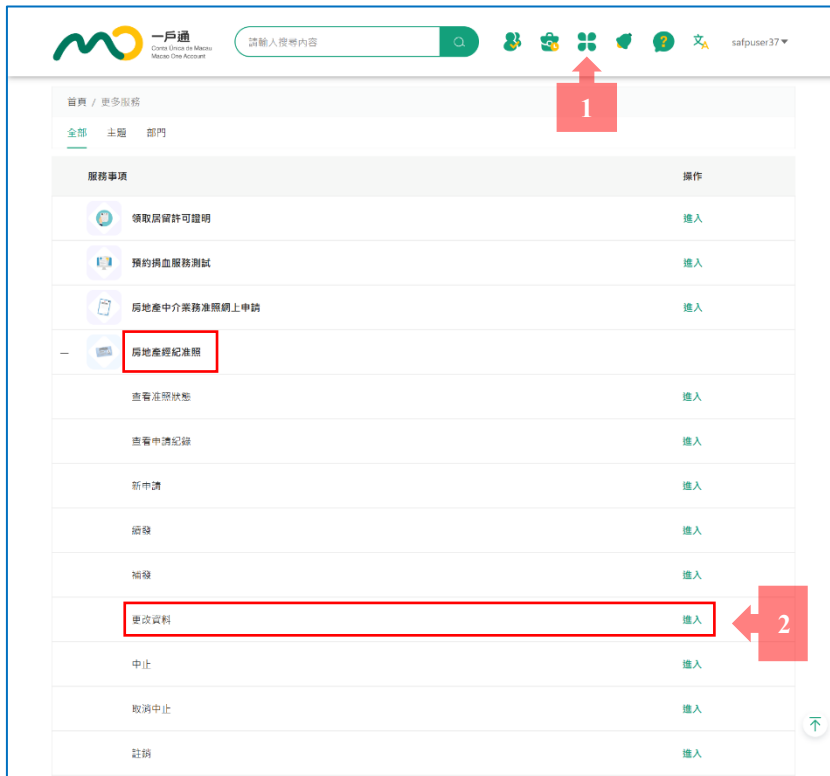 一戶通
Conta Única de Macau
Macao One Account
請輸入搜尋內容
safpuser37
1
首頁 / 更多服務
全部 主題 部門
服務事項 操作
領取居留許可證明 進入
預約捐血服務測試 進入
房地產中介業務准照網上申請 進入
房地產經紀准照
查看准照狀態 進入
查看申請紀錄 進入
新申請 進入
續發 進入
補發 進入
更改資料 進入
2
中止 進入
取消中止 進入
註銷 進入